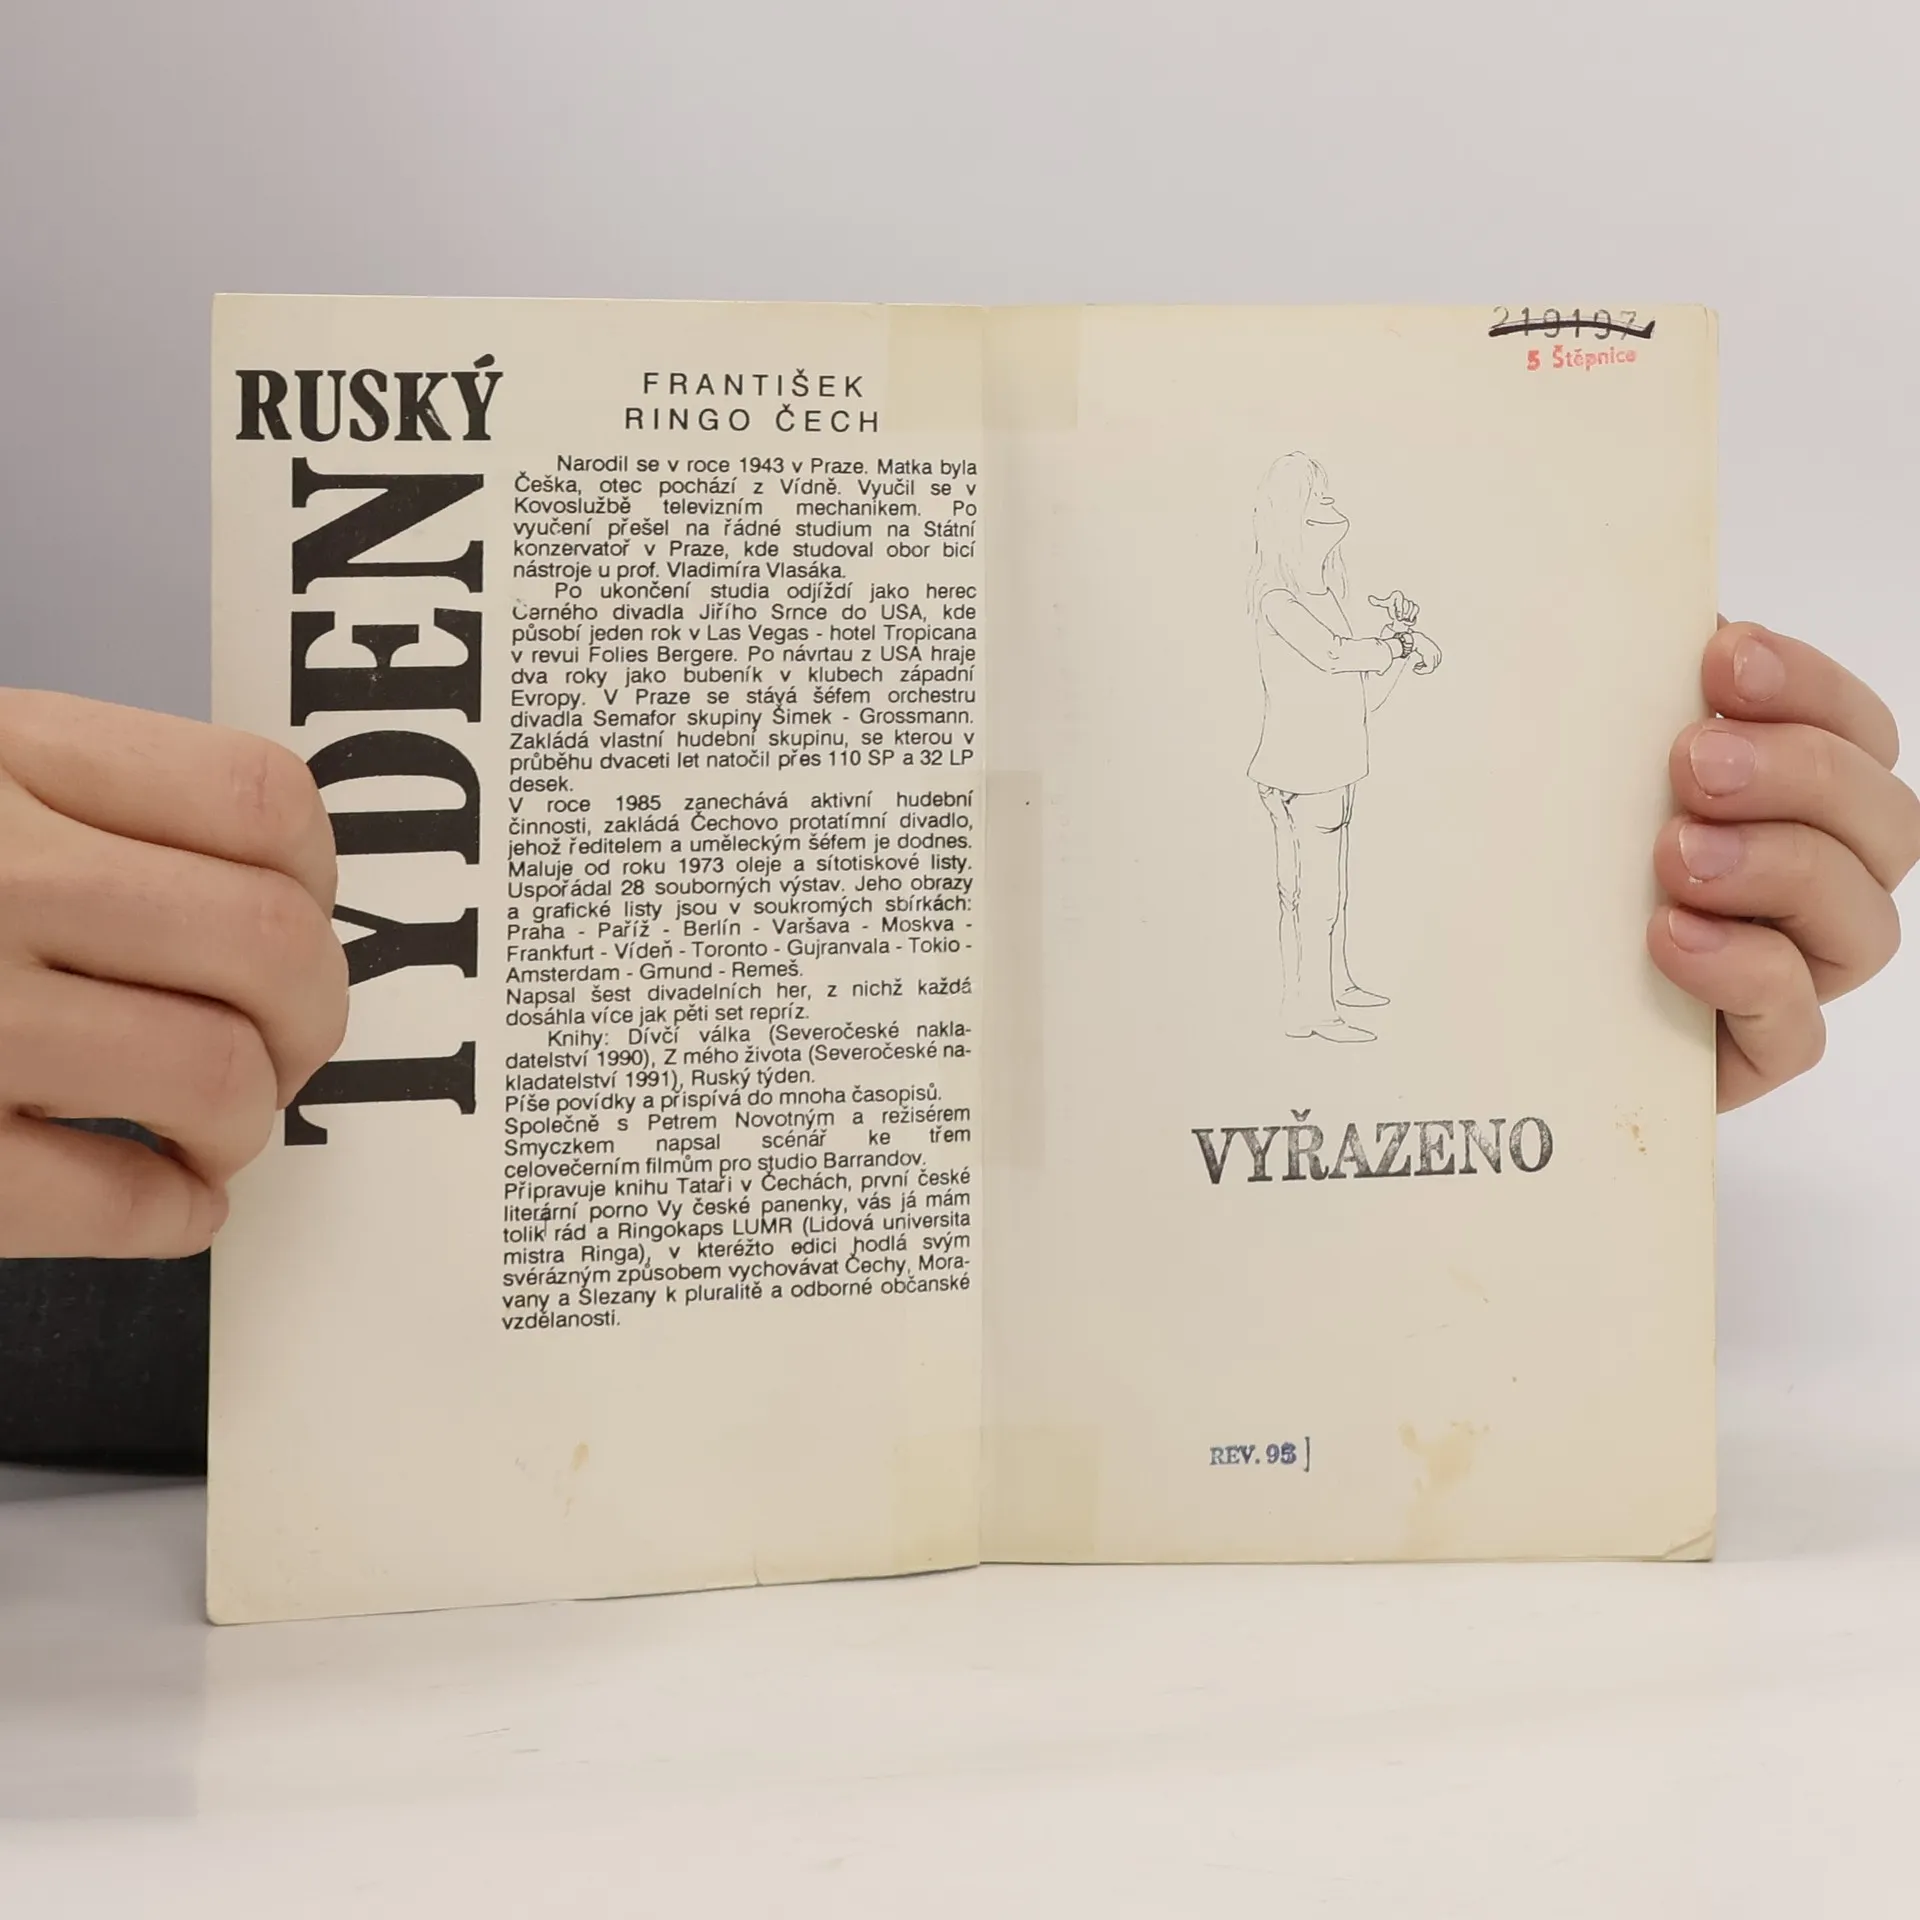 RUSKÝ
TÝDEN
FRANTIŠEK
RINGO ČECH
Narodil se v roce 1943 v Praze. Matka byla
Češka, otec pochází z Vídně. Vyučil se v
Kovoslužbě televizním mechanikem. Po
vyučení přešel na řádné studium na Státní
konzervatoř v Praze, kde studoval obor bicí
nástroje u prof. Vladimíra Vlasáka.
Po ukončení studia odjíždí jako herec
Černého divadla Jiřího Srnce do USA, kde
působí jeden rok v Las Vegas - hotel Tropicana
v revui Folies Bergere. Po návrtau z USA hraje
dva roky jako bubeník v klubech západní
Evropy. V Praze se stává šéfem orchestru
divadla Semafor skupiny Šimek - Grossmann.
Zakládá vlastní hudební skupinu, se kterou v
průběhu dvaceti let natočil přes 110 SP a 32 LP
desek.
V roce 1985 zanechává aktivní hudební
činnosti, zakládá Čechovo protatímní divadlo,
jehož ředitelem a uměleckým šéfem je dodnes.
Maluje od roku 1973 oleje a sítotiskové listy.
Uspořádal 28 souborných výstav. Jeho obrazy
a grafické listy jsou v soukromých sbírkách:
Praha - Paříž - Berlín - Varšava - Moskva -
Frankfurt - Vídeň - Toronto - Gujranvala - Tokio -
Amsterdam - Gmund - Remeš.
Napsal šest divadelních her, z nichž každá
dosáhla více jak pěti set repríz.
Knihy: Dívčí válka (Severočeské nakla-
datelství 1990), Z mého života (Severočeské na-
kladatelství 1991), Ruský týden.
Píše povídky a přispívá do mnoha časopisů.
Společně s Petrem Novotným a režisérem
Smyczkem napsal scénář ke třem
celovečerním filmům pro studio Barrandov.
Připravuje knihu Tataři v Čechách, první české
literární porno Vy české panenky, vás já mám
tolik rád a Ringokaps LUMR (Lidová universita
mistra Ringa), v kteréžto edici hodlá svým
svérázným způsobem vychovávat Čechy, Mora-
vany a Slezany k pluralitě a odborné občanské
vzdělanosti.
219197
5 Štěpnice
VYŘAZENO
REV.